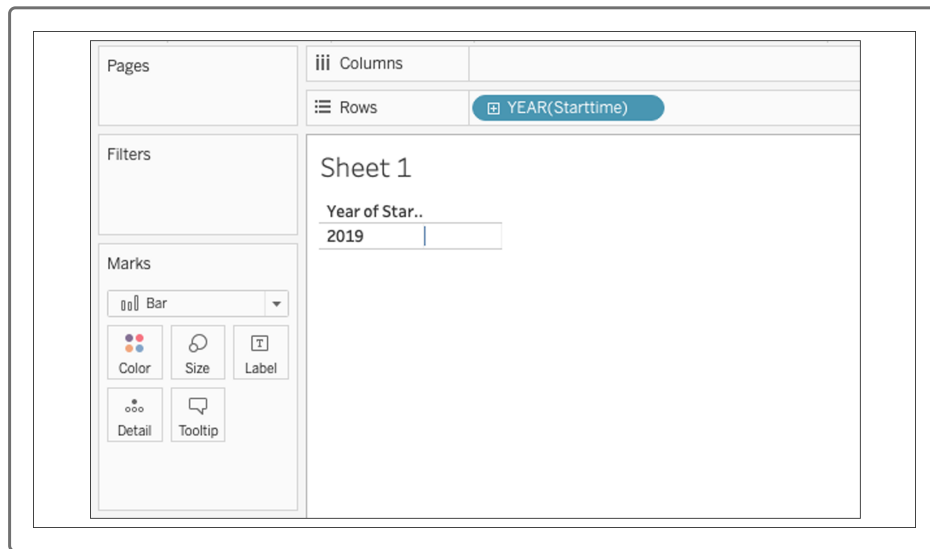 Pages
Columns
Rows
YEAR(Starttime)
Filters
Sheet 1
Year of Star..
2019
Marks
Bar
Color Size Label
Detail Tooltip